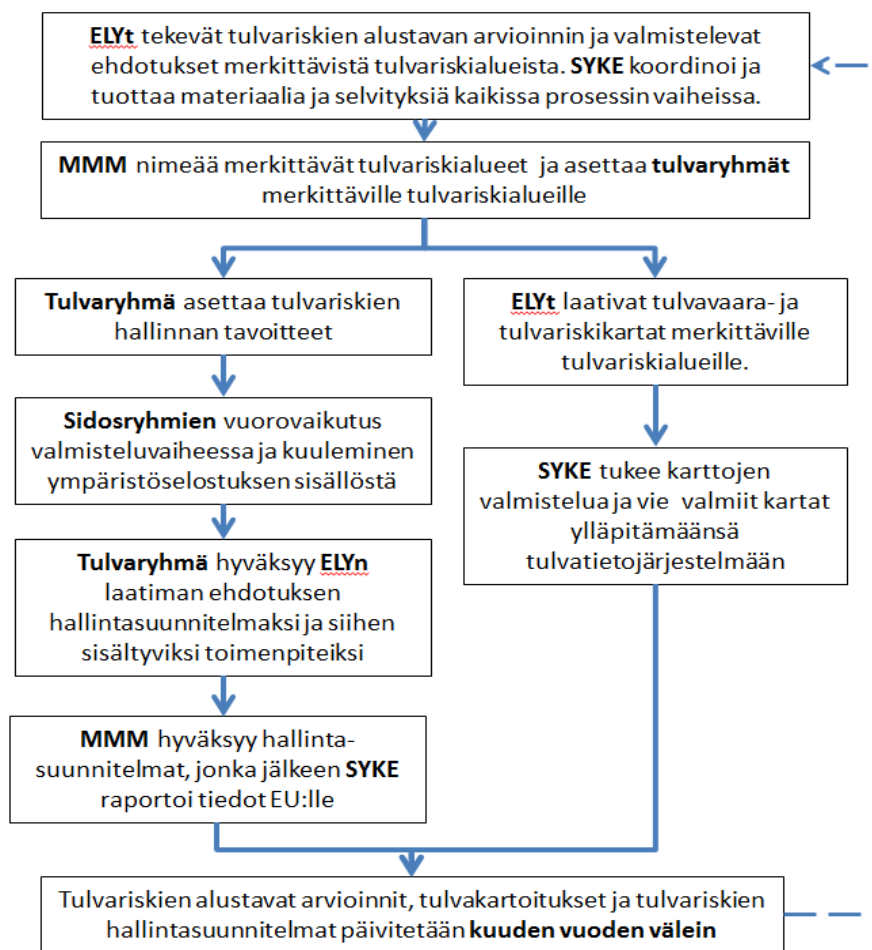 ELYt tekevät tulvariskien alustavan arvioinnin ja valmistelevat
ehdotukset merkittävistä tulvariskialueista. SYKE koordinoi ja
tuottaa materiaalia ja selvityksiä kaikissa prosessin vaiheissa.
MMM nimeää merkittävät tulvariskialueet ja asettaa tulvaryhmät
merkittäville tulvariskialueille
Tulvaryhmä asettaa tulvariskien
hallinnan tavoitteet
Sidosryhmien vuorovaikutus
valmisteluvaiheessa ja kuuleminen
ympäristöselostuksen sisällöstä
Tulvaryhmä hyväksyy ELYn
laatiman ehdotuksen
hallintasuunnitelmaksi ja siihen
sisältyviksi toimenpiteiksi
MMM hyväksyy hallinta-
suunnitelmat, jonka jälkeen SYKE
raportoi tiedot EU:lle
ELYt laativat tulvavaara- ja
tulvariskikartat merkittäville
tulvariskialueille.
SYKE tukee karttojen
valmistelua ja vie valmiit kartat
ylläpitämäänsä
tulvatietojärjestelmään
Tulvariskien alustavat arvioinnit, tulvakartoitukset ja tulvariskien
hallintasuunnitelmat päivitetään kuuden vuoden välein